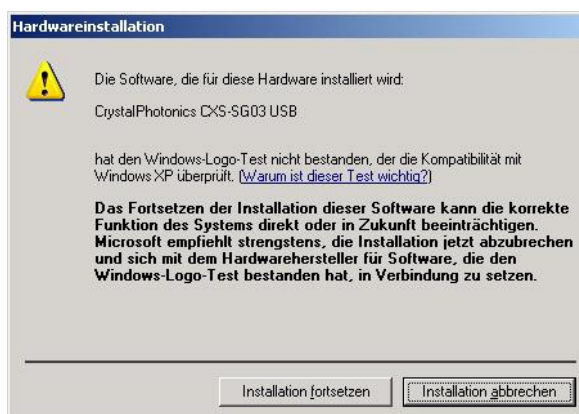 Hardwareinstallation
Die Software, die für diese Hardware installiert wird:
CrystalPhotonics CXS-SG03 USB
hat den Windows-Logo-Test nicht bestanden, der die Kompatibilität mit
Windows XP überprüft. (Warum ist dieser Test wichtig?)
Das Fortsetzen der Installation dieser Software kann die korrekte
Funktion des Systems direkt oder in Zukunft beeinträchtigen.
Microsoft empfiehlt strengstens, die Installation jetzt abzubrechen
und sich mit dem Hardwarehersteller für Software, die den
Windows-Logo-Test bestanden hat, in Verbindung zu setzen.
Installation fortsetzen Installation abbrechen